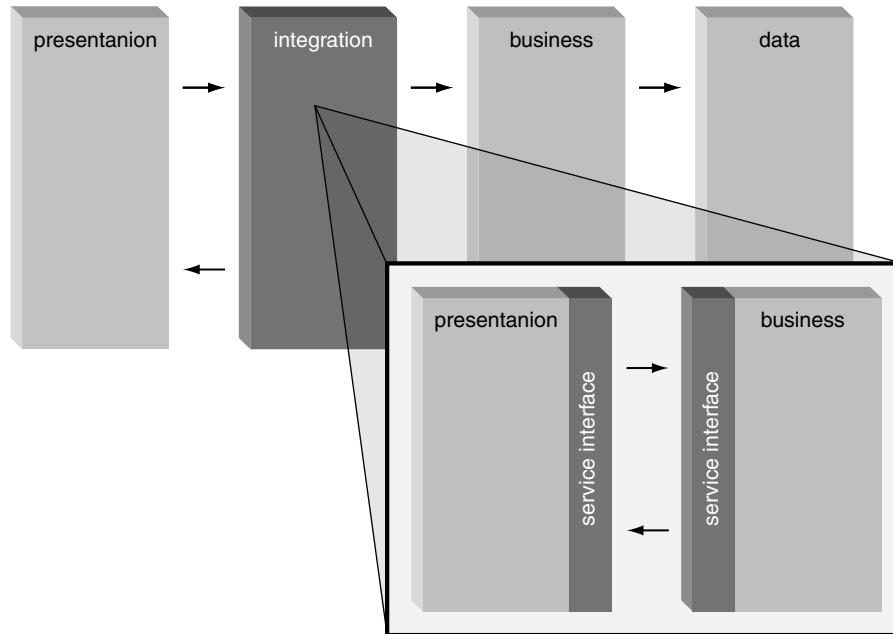 presentanion
integration
business
data
presentanion
service interface
service interface
business